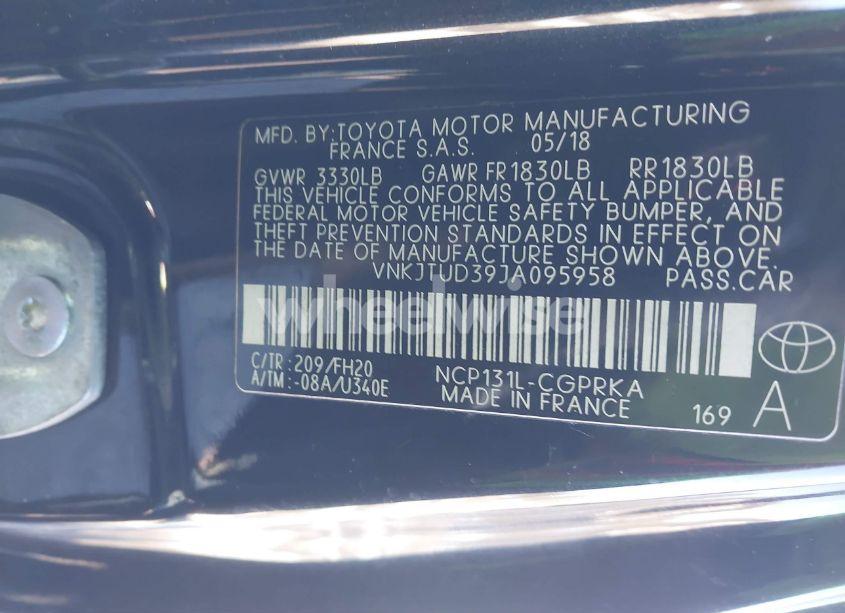 MFD. BY:TOYOTA MOTOR MANUFACTURING
FRANCE S.A.S. 05/18
GVWR 3330LB GAWR FR1830LB RR1830LB
THIS VEHICLE CONFORMS TO ALL APPLICABLE
FEDERAL MOTOR VEHICLE SAFETY BUMPER, AND
THEFT PREVENTION STANDARDS IN EFFECT ON
THE DATE OF MANUFACTURE SHOWN ABOVE.
VNKJTUD39JA095958 PASS.CAR
wheelwise
C/TR: 209/FH20 NCP131L-CGPRKA
A/TM: -08A/U340E MADE IN FRANCE 169 A